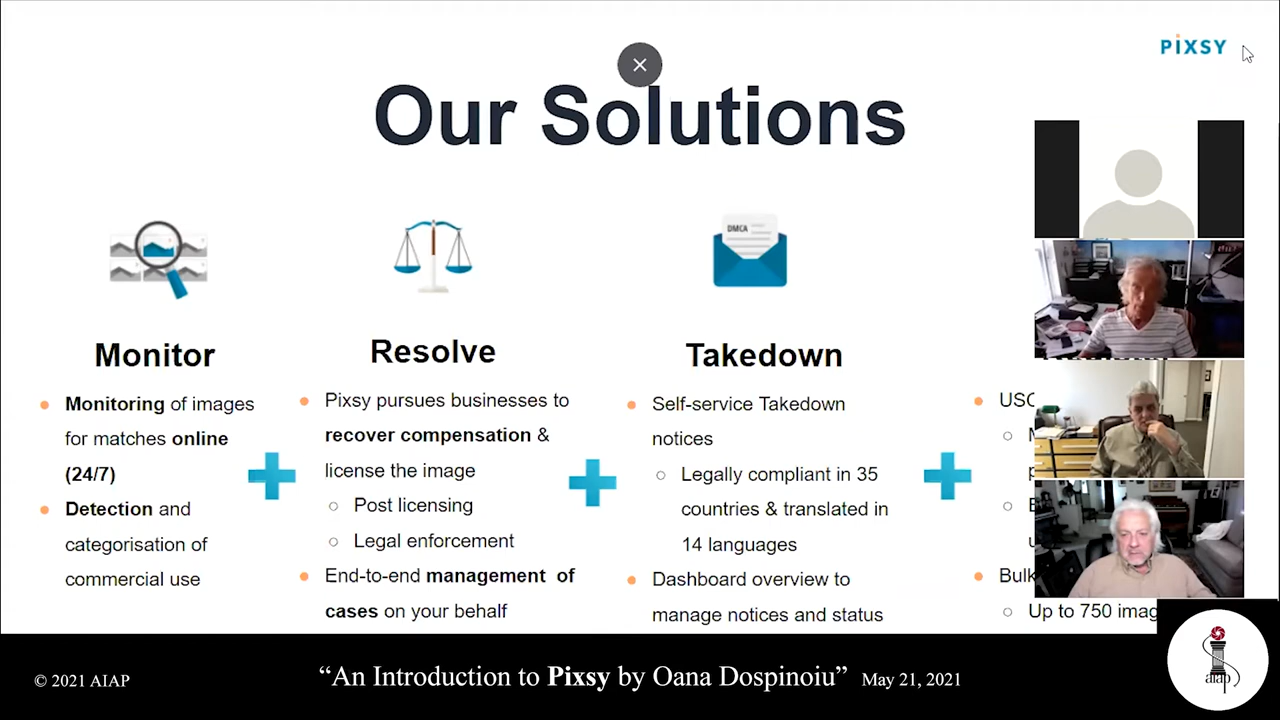 PIXSY
Our Solutions
DMCA
Monitor
Monitoring of images
for matches online
(24/7)
Detection and
categorisation of
commercial use
Resolve
Pixsy pursues businesses to
recover compensation &
license the image
Post licensing
Legal enforcement
End-to-end management of
cases on your behalf
Takedown
Self-service Takedown
notices
Legally compliant in 35
countries & translated in
14 languages
Dashboard overview to
manage notices and status
Bulk
Up to 750
© 2021 AIAP
“An Introduction to Pixsy by Oana Dospinoiu” May 21, 2021
aiap